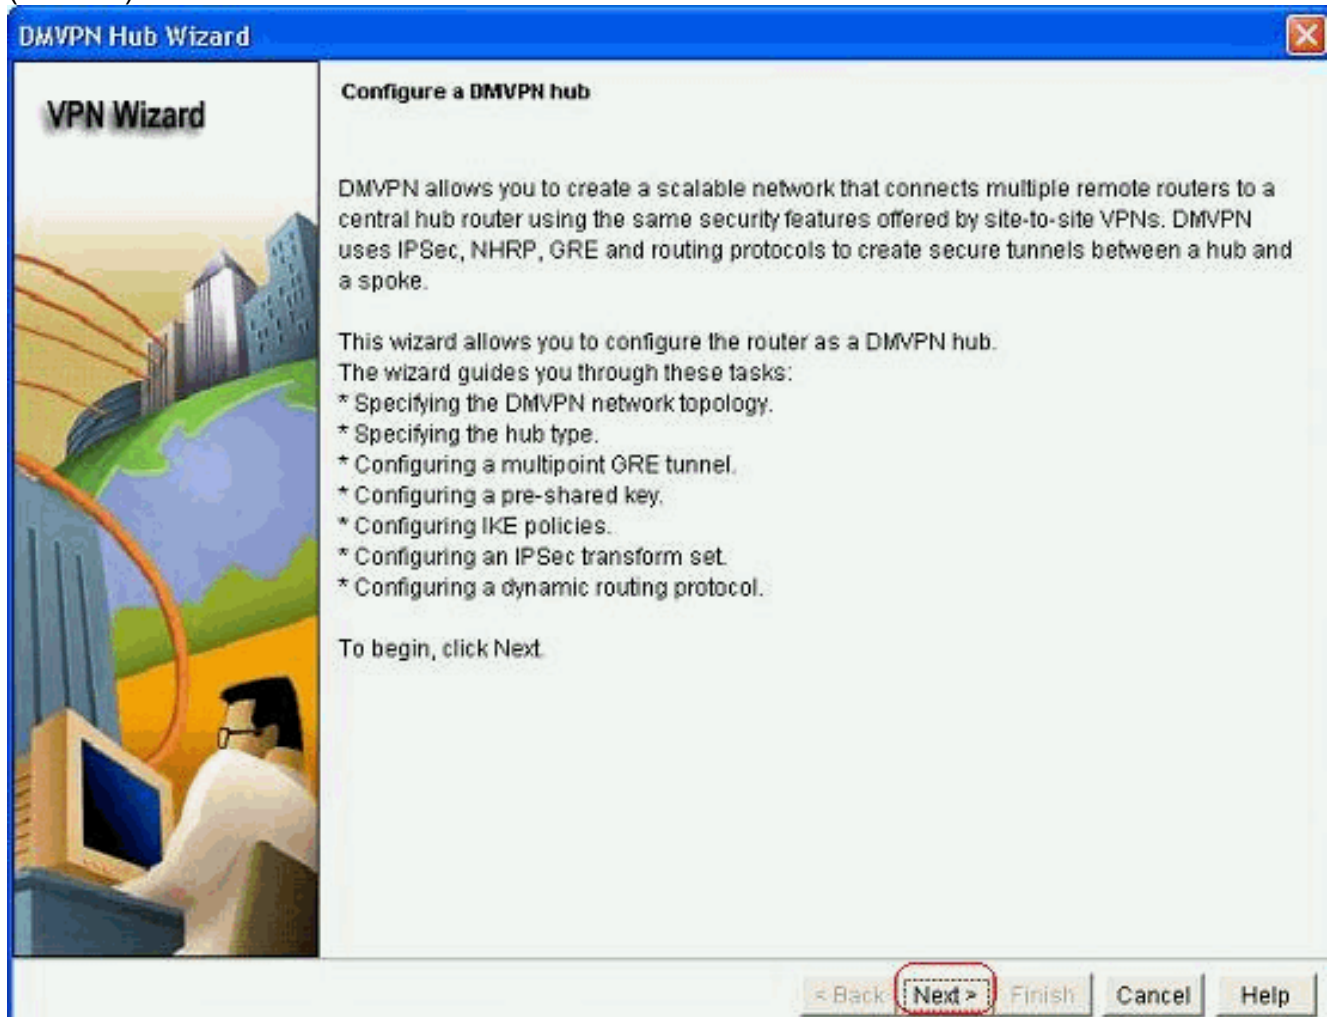 DMVPN Hub Wizard
VPN Wizard
Configure a DMVPN hub
DMVPN allows you to create a scalable network that connects multiple remote routers to a
central hub router using the same security features offered by site-to-site VPNs. DMVPN
uses IPSec, NHRP, GRE and routing protocols to create secure tunnels between a hub and
a spoke.
This wizard allows you to configure the router as a DMVPN hub.
The wizard guides you through these tasks:
* Specifying the DMVPN network topology.
* Specifying the hub type.
* Configuring a multipoint GRE tunnel.
* Configuring a pre-shared key.
* Configuring IKE policies.
* Configuring an IPSec transform set.
* Configuring a dynamic routing protocol.
To begin, click Next.
< Back Next > Finish Cancel Help